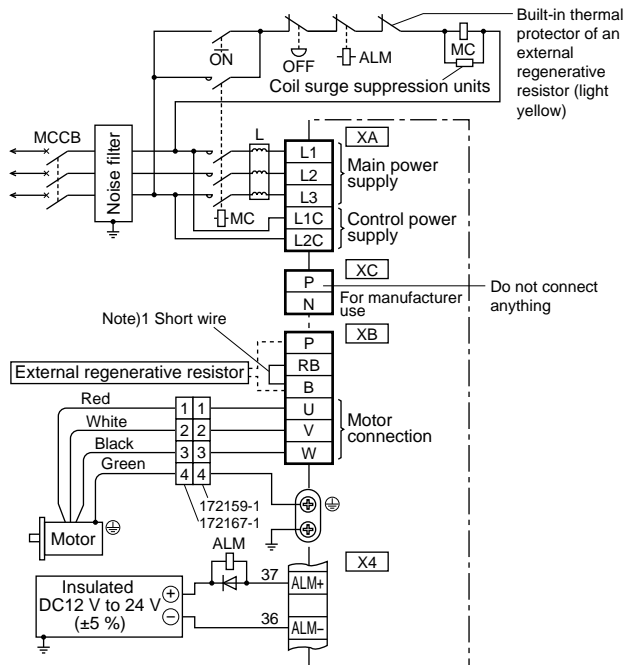 Built-in thermal
protector of an
external
regenerative
resistor (light
yellow)
ON
OFF
ALM
MC
Coil surge suppression units
MCCB
Noise filter
L
MC
XA
L1
L2
L3
Main power
supply
L1C
L2C
Control power
supply
XC
P
N
For manufacturer
use
Do not connect
anything
Note)1 Short wire
XB
P
RB
B
U
V
W
External regenerative resistor
Motor
connection
Red
White
Black
Green
1 1
2 2
3 3
4 4
172159-1
172167-1
Motor
ALM
X4
Insulated
DC12 V to 24 V
(±5 %)
+
−
37
ALM+
36
ALM−